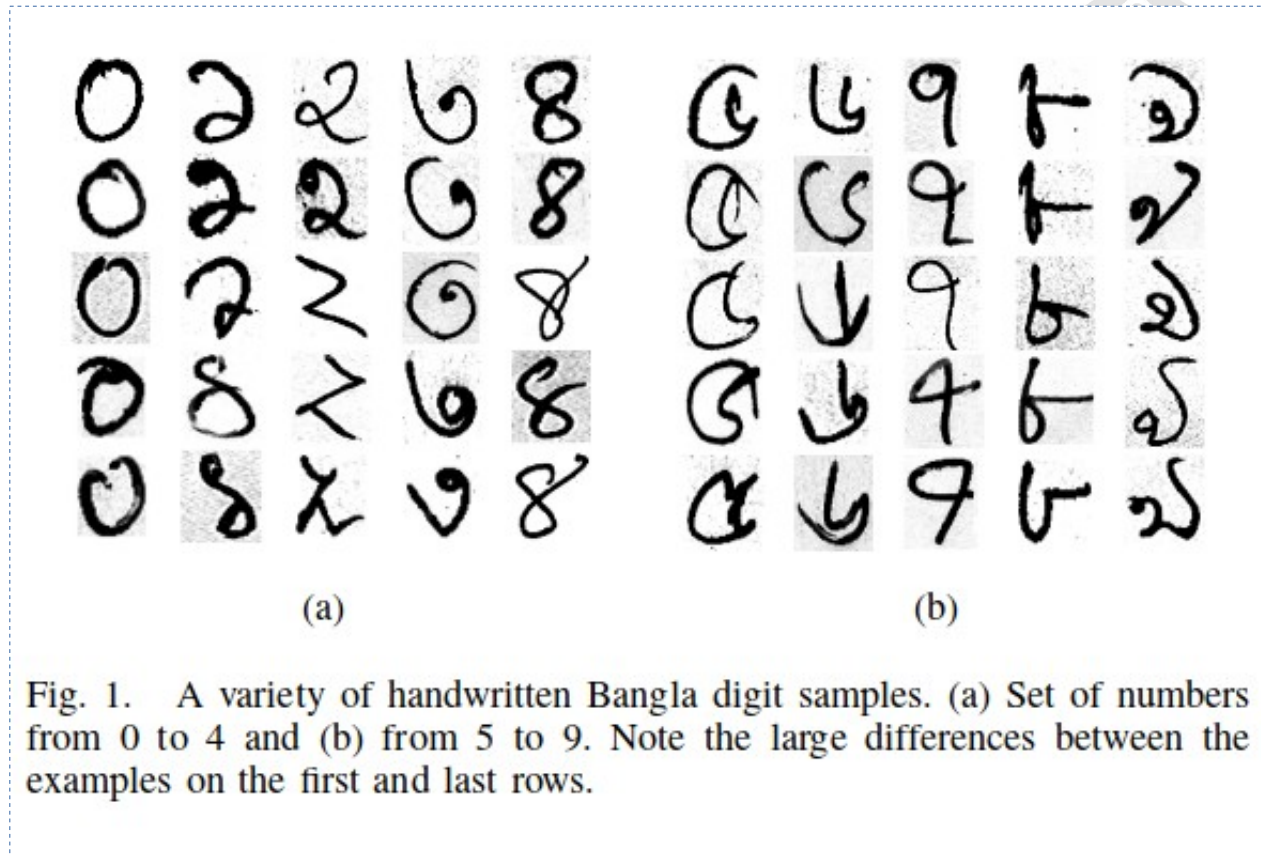 ০ ১ ২ ৩ ৪ ৫ ৬ ৭ ৮ ৯
০ ১ ২ ৩ ৪ ৫ ৬ ৭ ৮ ৯
০ ১ ২ ৩ ৪ ৫ ৬ ৭ ৮ ৯
০ ১ ২ ৩ ৪ ৫ ৬ ৭ ৮ ৯
০ ১ ২ ৩ ৪ ৫ ৬ ৭ ৮ ৯
(a) (b)
Fig. 1. A variety of handwritten Bangla digit samples. (a) Set of numbers
from 0 to 4 and (b) from 5 to 9. Note the large differences between the
examples on the first and last rows.